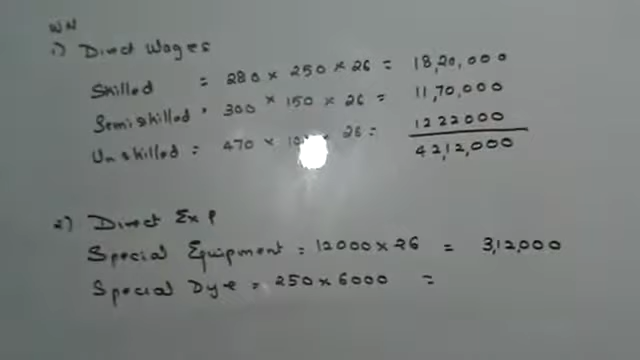 WN
1) Direct Wages
Skilled = 280 × 250 × 26 = 18,20,000
Semiskilled = 300 × 150 × 26 = 11,70,000
Unskilled = 470 × 26 = 1222000
42,12,000
2) Direct Exp
Special Equipment = 12000 × 26 = 3,12,000
Special Dye = 250 × 6000 =